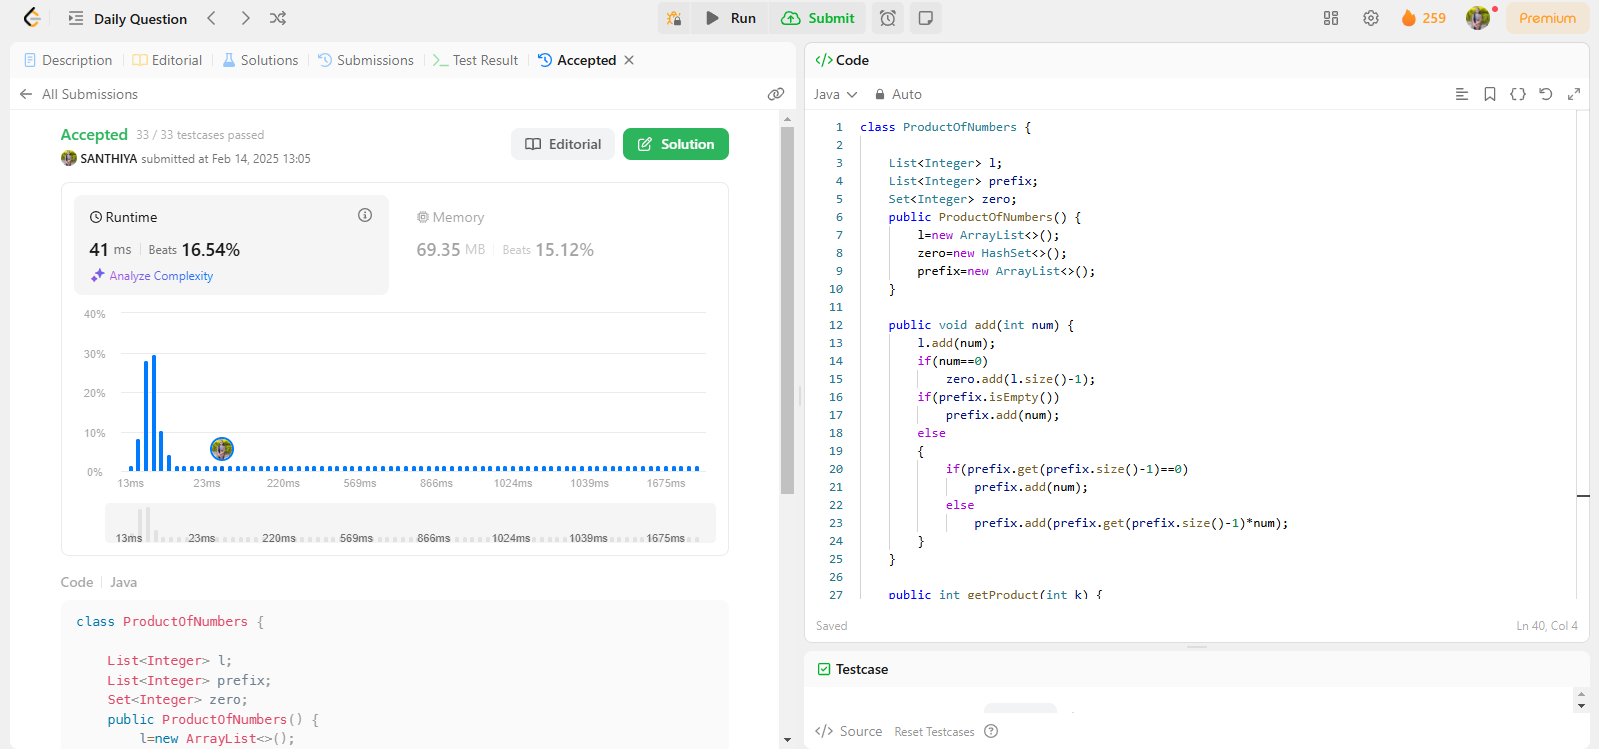 Daily Question
Run
Submit
259
Premium
Description
Editorial
Solutions
Submissions
Test Result
Accepted
All Submissions
Accepted 33 / 33 testcases passed
SANTHIYA submitted at Feb 14, 2025 13:05
Editorial
Solution
Runtime
41 ms Beats 16.54%
Analyze Complexity
Memory
69.35 MB Beats 15.12%
40%
30%
20%
10%
0%
13ms 23ms 220ms 569ms 866ms 1024ms 1039ms 1675ms
13ms 23ms 220ms 569ms 866ms 1024ms 1039ms 1675ms
Code Java
class ProductOfNumbers {
List<Integer> l;
List<Integer> prefix;
Set<Integer> zero;
public ProductOfNumbers() {
l=new ArrayList<>();
</> Code
Java
Auto
1 class ProductOfNumbers {
2
3 List<Integer> l;
4 List<Integer> prefix;
5 Set<Integer> zero;
6 public ProductOfNumbers() {
7 l=new ArrayList<>();
8 zero=new HashSet<>();
9 prefix=new ArrayList<>();
10 }
11
12 public void add(int num) {
13 l.add(num);
14 if(num==0)
15 zero.add(l.size()-1);
16 if(prefix.isEmpty())
17 prefix.add(num);
18 else
19 {
20 if(prefix.get(prefix.size()-1)==0)
21 prefix.add(num);
22 else
23 prefix.add(prefix.get(prefix.size()-1)*num);
24 }
25 }
26
27 public int getProduct(int k) {
Saved
Ln 40, Col 4
Testcase
</> Source Reset Testcases